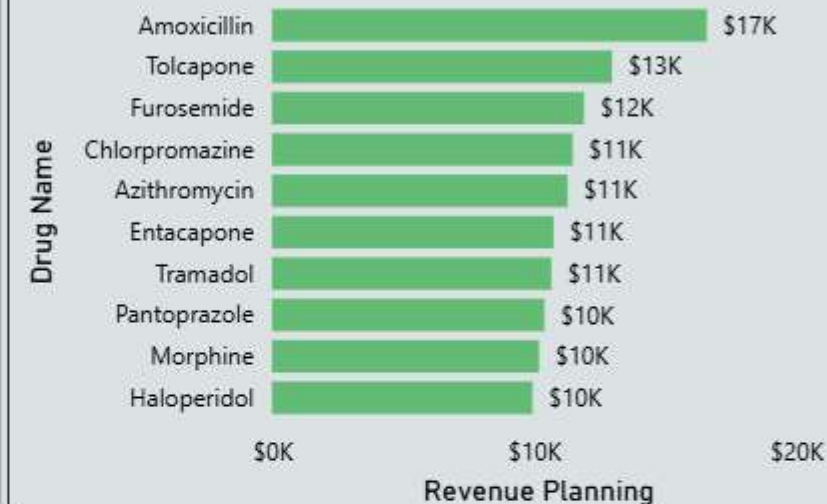 Amoxicillin $17K
Tolcapone $13K
Furosemide $12K
Chlorpromazine $11K
Azithromycin $11K
Entacapone $11K
Tramadol $11K
Pantoprazole $10K
Morphine $10K
Haloperidol $10K
Drug Name
$0K $10K $20K
Revenue Planning